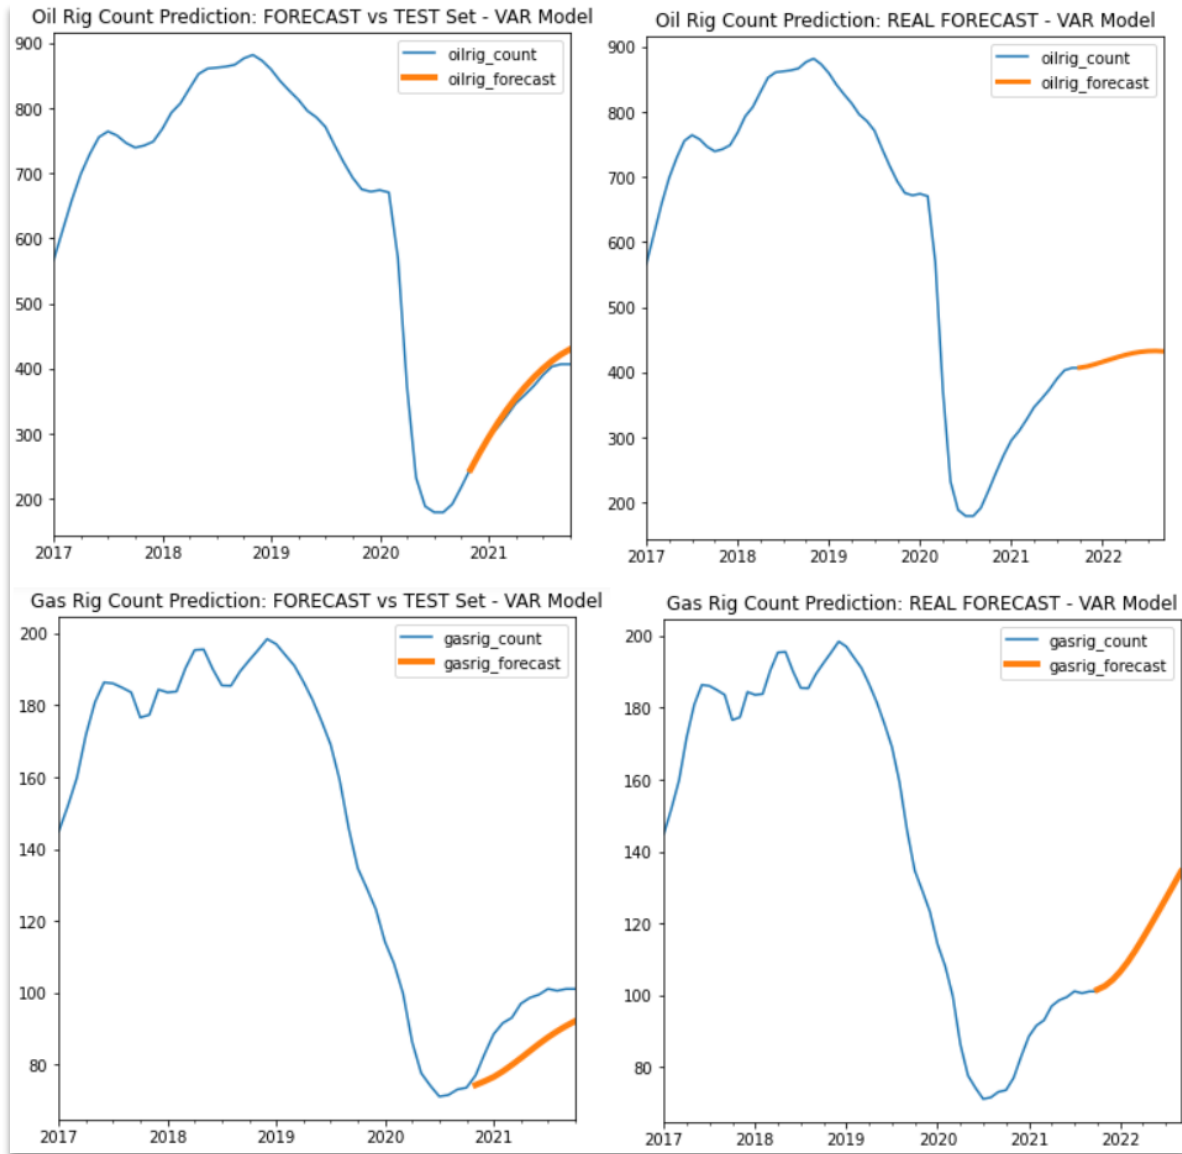 Oil Rig Count Prediction: FORECAST vs TEST Set - VAR Model
oilrig_count
oilrig_forecast
900
800
700
600
500
400
300
200
2017 2018 2019 2020 2021
Oil Rig Count Prediction: REAL FORECAST - VAR Model
oilrig_count
oilrig_forecast
900
800
700
600
500
400
300
200
2017 2018 2019 2020 2021 2022
Gas Rig Count Prediction: FORECAST vs TEST Set - VAR Model
gasrig_count
gasrig_forecast
200
180
160
140
120
100
80
2017 2018 2019 2020 2021
Gas Rig Count Prediction: REAL FORECAST - VAR Model
gasrig_count
gasrig_forecast
200
180
160
140
120
100
80
2017 2018 2019 2020 2021 2022